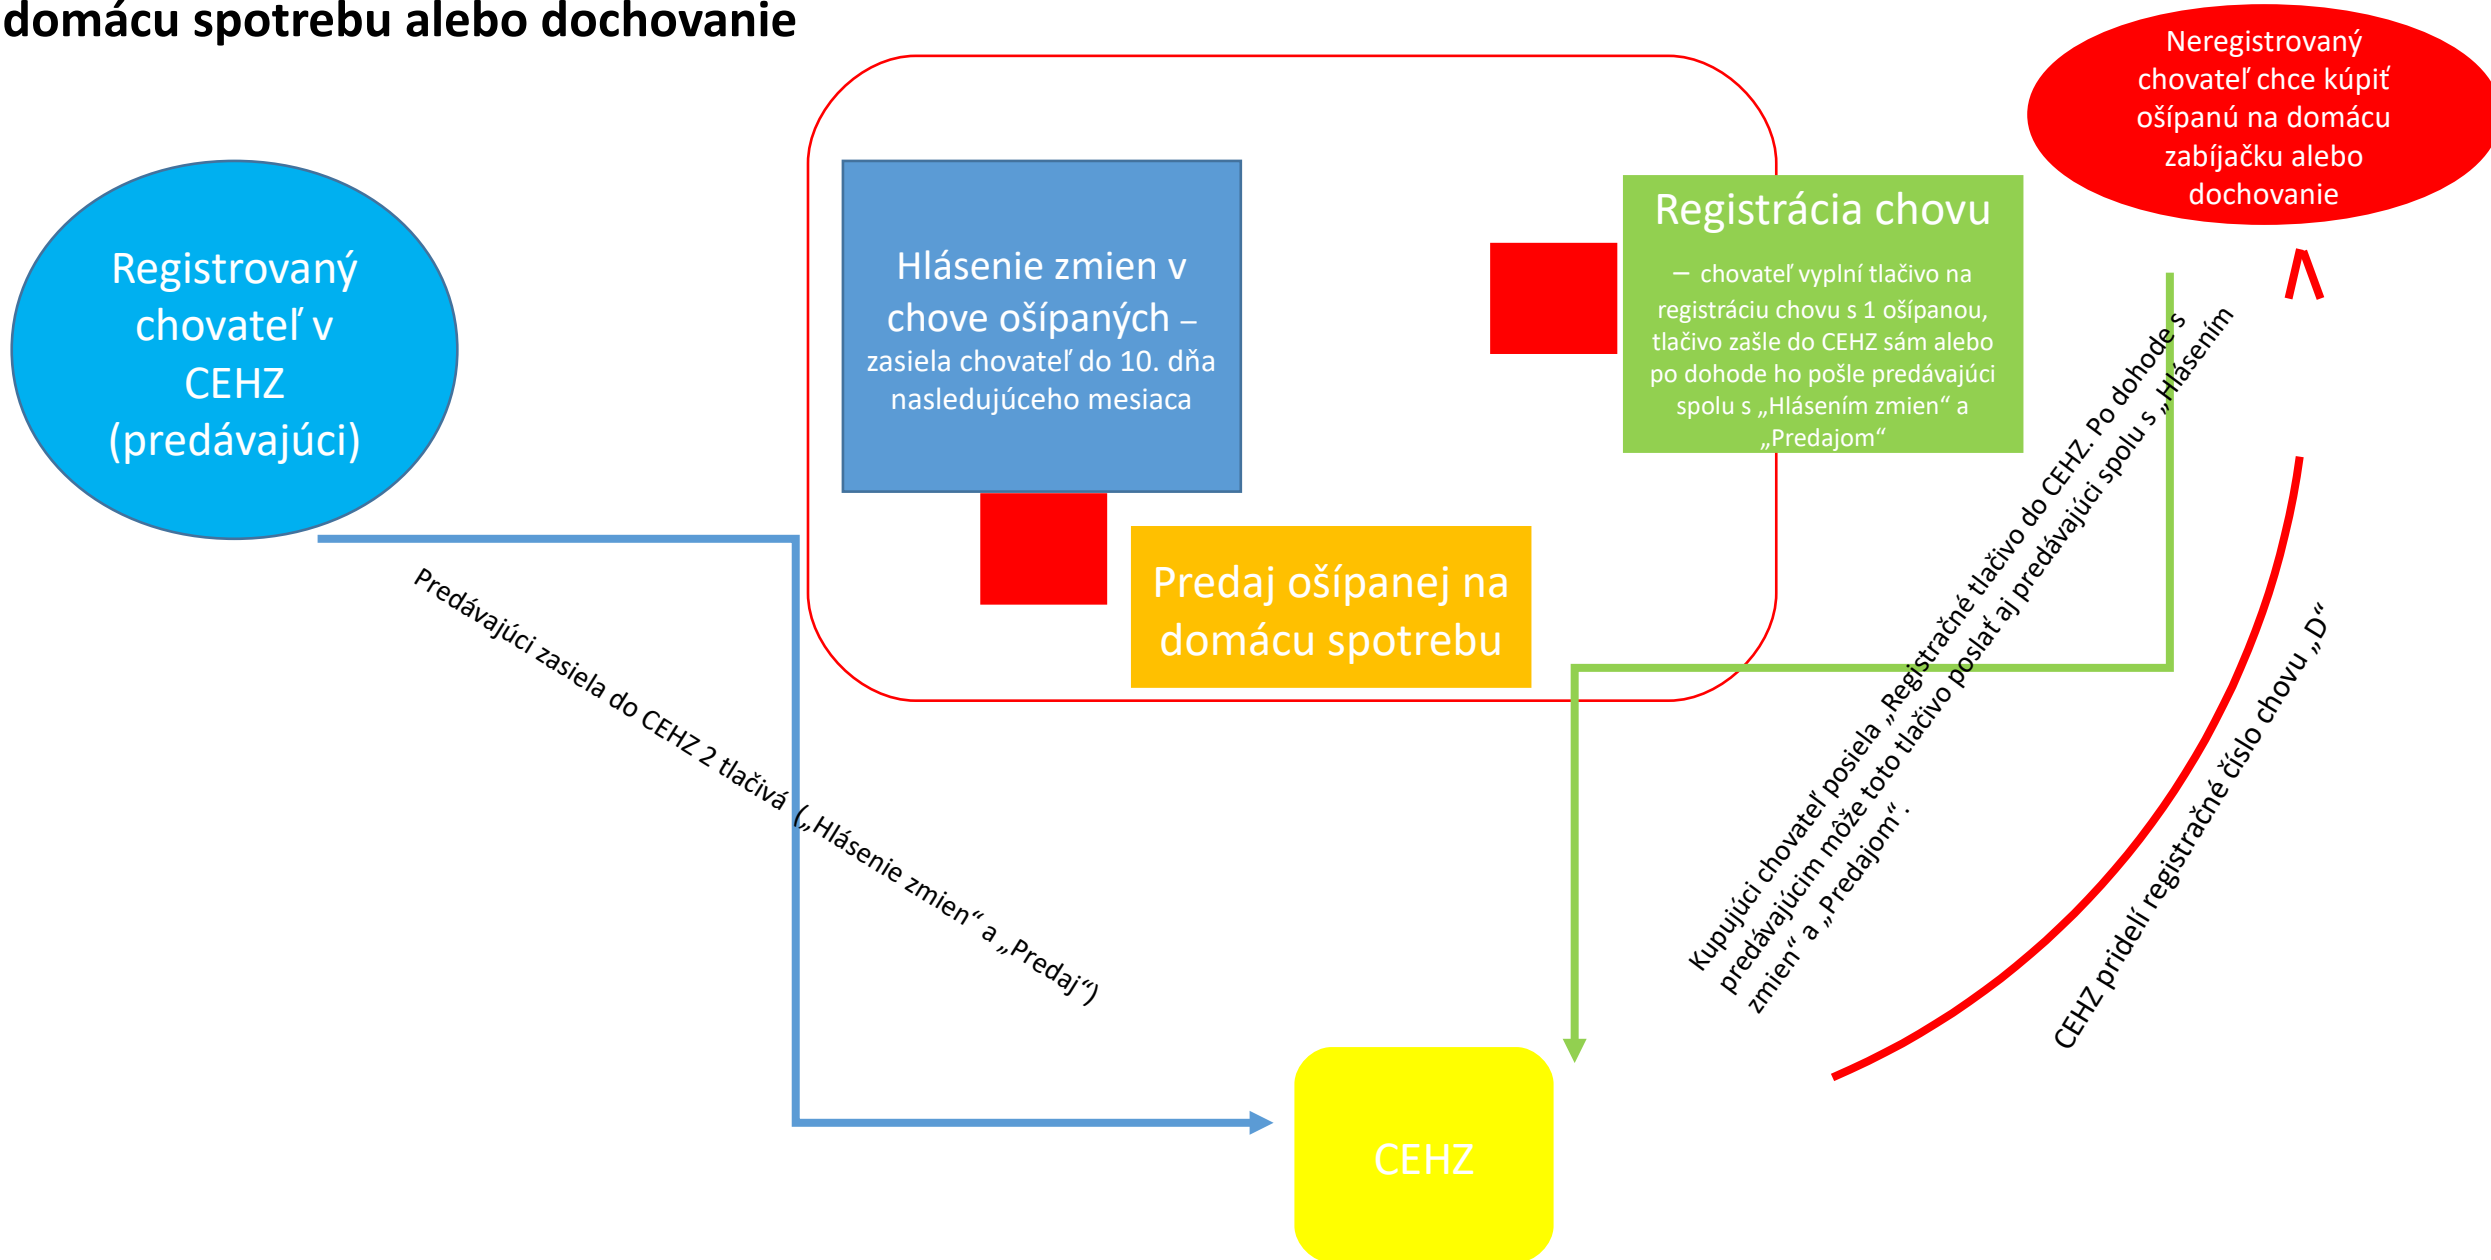 domácu spotrebu alebo dochovanie
Neregistrovaný
chovateľ chce kúpiť
ošípanú na domácu
zabíjačku alebo
dochovanie
Registrovaný
chovateľ v
CEHZ
(predávajúci)
Hlásenie zmien v
chove ošípaných –
zasiela chovateľ do 10. dňa
nasledujúceho mesiaca
Registrácia chovu
– chovateľ vyplní tlačivo na
registráciu chovu s 1 ošípanou,
tlačivo zašle do CEHZ sám alebo
po dohode ho pošle predávajúci
spolu s „Hlásením zmien“ a
„Predajom“
Predaj ošípanej na
domácu spotrebu
Predávajúci zasiela do CEHZ 2 tlačivá („Hlásenie zmien“ a „Predaj“)
Kupujúci chovateľ posiela „Registračné tlačivo do CEHZ. Po dohode s
predávajúcim môže toto tlačivo poslať aj predávajúci spolu s „Hlásením
zmien“ a „Predajom“.
CEHZ pridelí registračné číslo chovu „D“
CEHZ